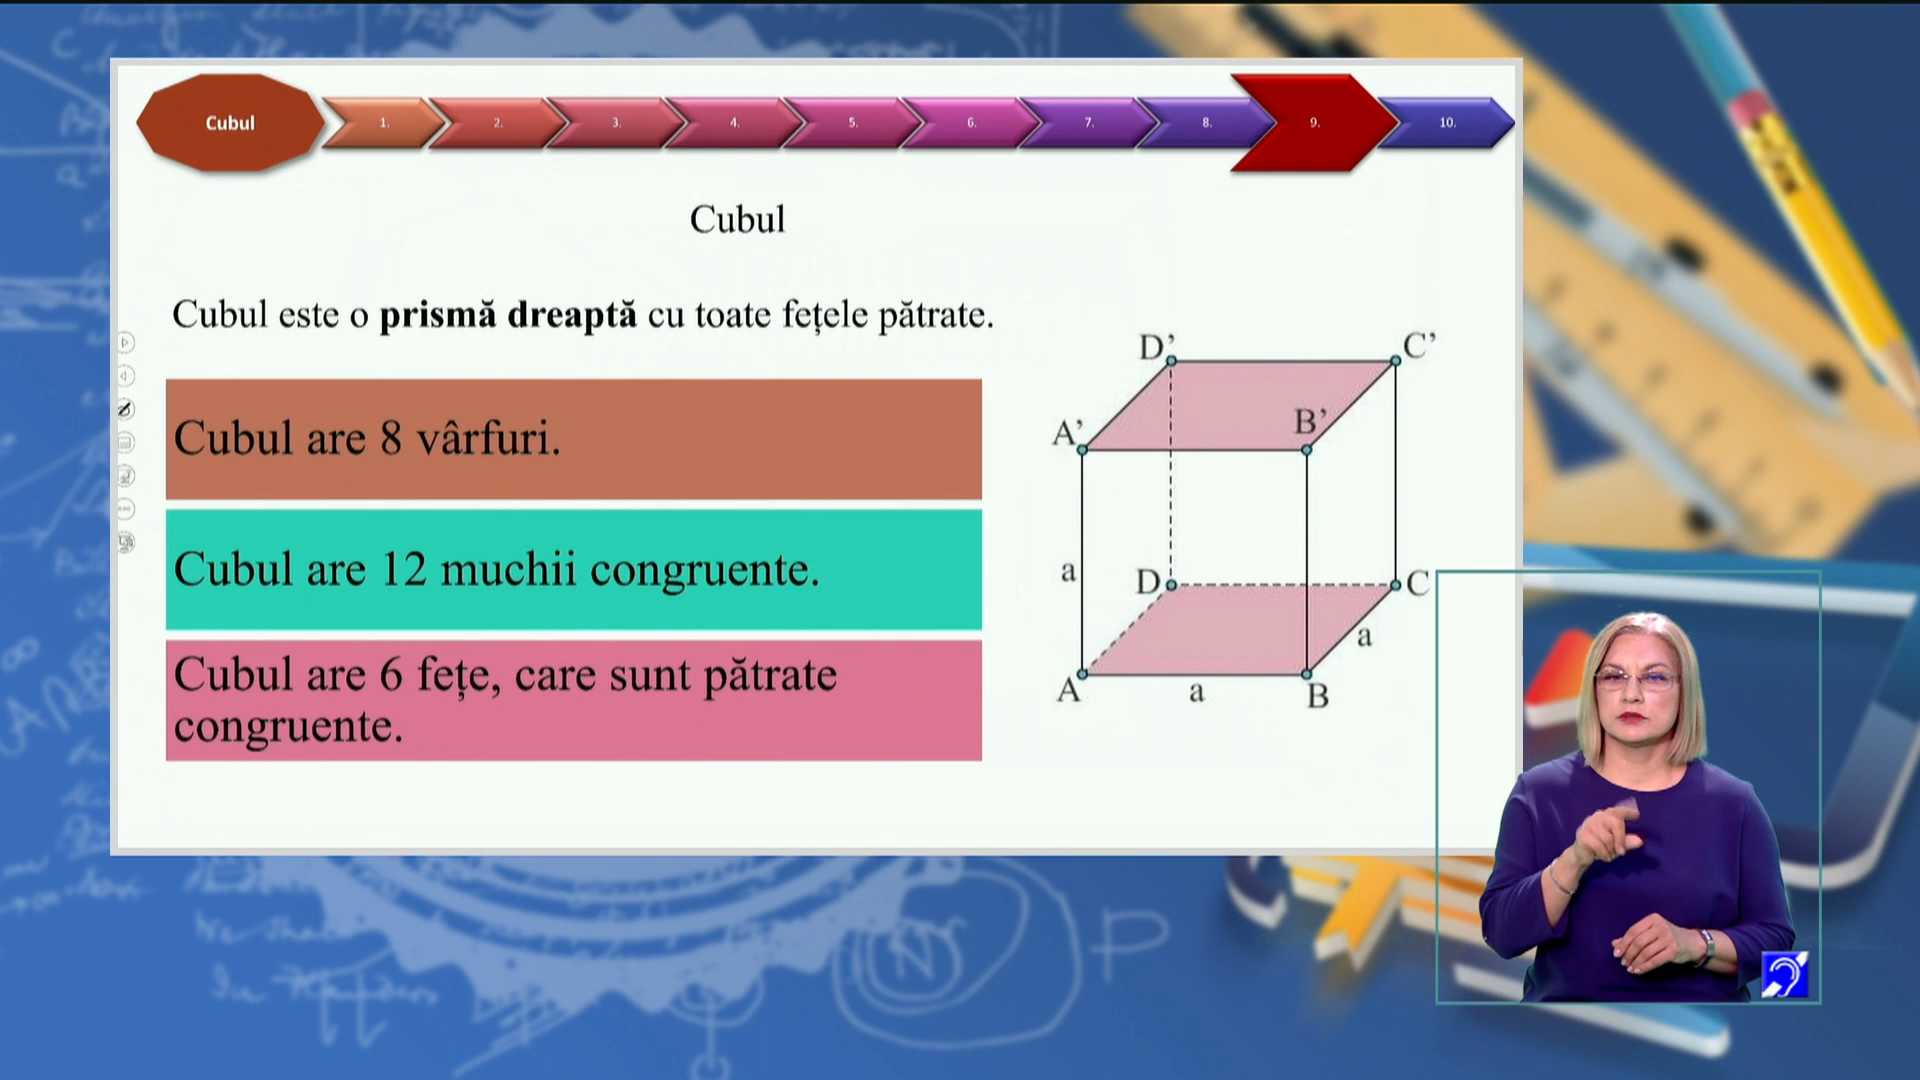 Cubul
1.
2.
3.
4.
5.
6.
7.
8.
9.
10.
Cubul
Cubul este o prismă dreaptă cu toate fețele pătrate.
Cubul are 8 vârfuri.
Cubul are 12 muchii congruente.
Cubul are 6 fețe, care sunt pătrate
congruente.
D’ C’
A’ B’
a D C
a
A a B
N P